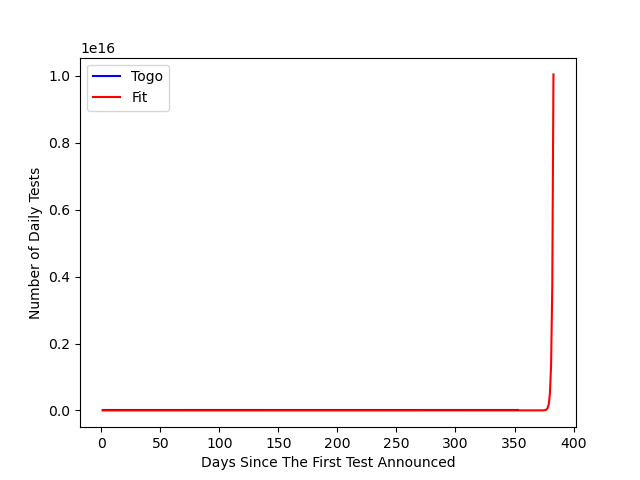 1e16
Togo
Fit
1.0
0.8
0.6
0.4
0.2
0.0
Number of Daily Tests
0 50 100 150 200 250 300 350 400
Days Since The First Test Announced